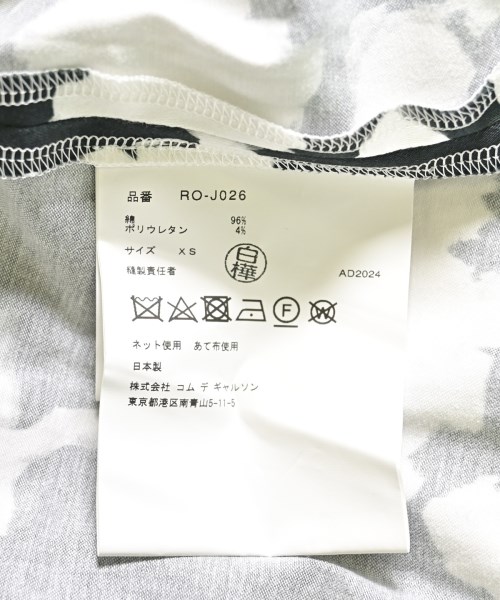 品番 RO-J026
綿 96%
ポリウレタン 4%
サイズ XS
縫製責任者 白樺 AD2024
F W
ネット使用 あて布使用
日本製
株式会社 コム デ ギャルソン
東京都港区南青山5-11-5